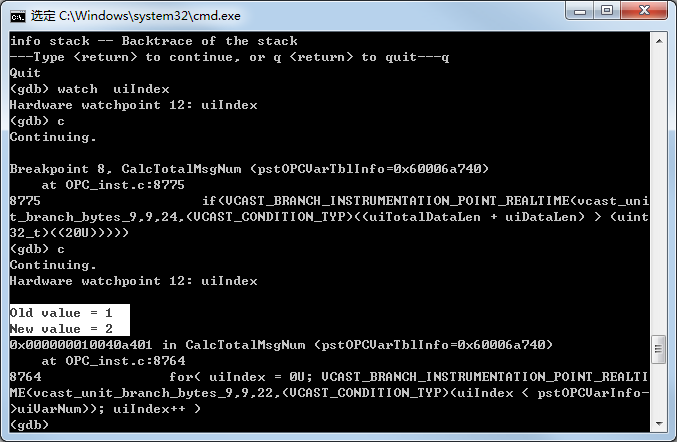 选定 C:\Windows\system32\cmd.exe
info stack -- Backtrace of the stack
---Type <return> to continue, or q <return> to quit---q
Quit
(gdb) watch  uiIndex
Hardware watchpoint 12: uiIndex
(gdb) c
Continuing.
Breakpoint 8, CalcTotalMsgNum (pstOPCVarTblInfo=0x60006a740)
    at OPC_inst.c:8775
8775                if(VCAST_BRANCH_INSTRUMENTATION_POINT_REALTIME(vcast_uni
t_branch_bytes_9,9,24,(VCAST_CONDITION_TYP)((uiTotalDataLen + uiDataLen) > (uint
32_t)((20U)))))
(gdb) c
Continuing.
Hardware watchpoint 12: uiIndex
Old value = 1
New value = 2
0x000000010040a401 in CalcTotalMsgNum (pstOPCVarTblInfo=0x60006a740)
    at OPC_inst.c:8764
8764            for( uiIndex = 0U; VCAST_BRANCH_INSTRUMENTATION_POINT_REALTI
ME(vcast_unit_branch_bytes_9,9,22,(VCAST_CONDITION_TYP)(uiIndex < pstOPCVarInfo-
>uiVarNum)); uiIndex++ )
(gdb)